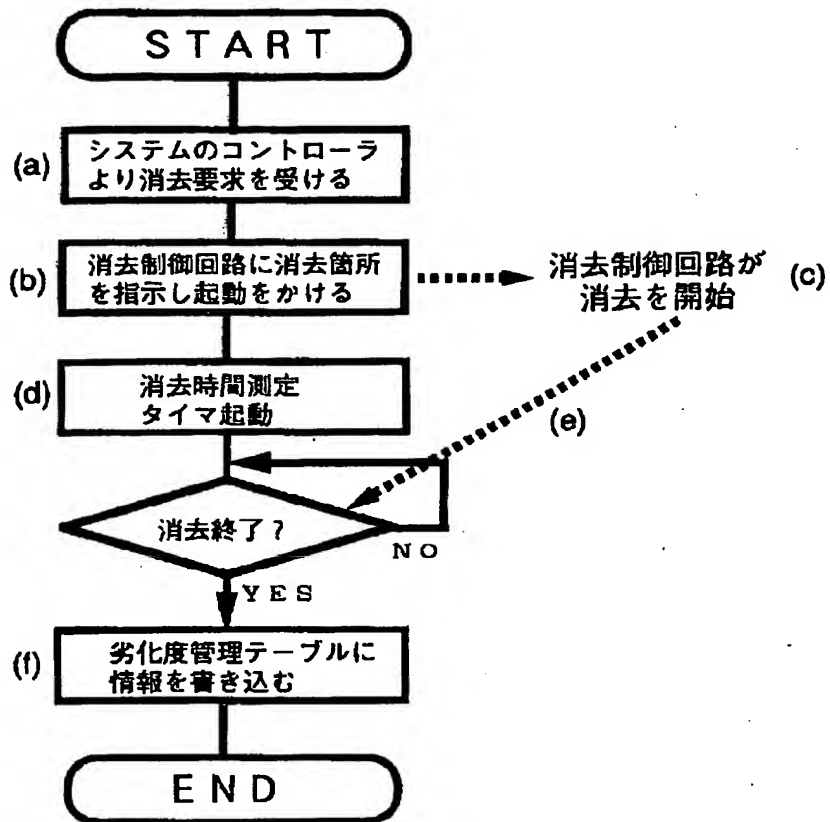 START
(a)
システムのコントローラ
より消去要求を受ける
(b)
消去制御回路に消去箇所
を指示し起動をかける
消去制御回路が
消去を開始
(c)
(d)
消去時間測定
タイマ起動
(e)
消去終了?
NO
YES
(f)
劣化度管理テーブルに
情報を書き込む
END